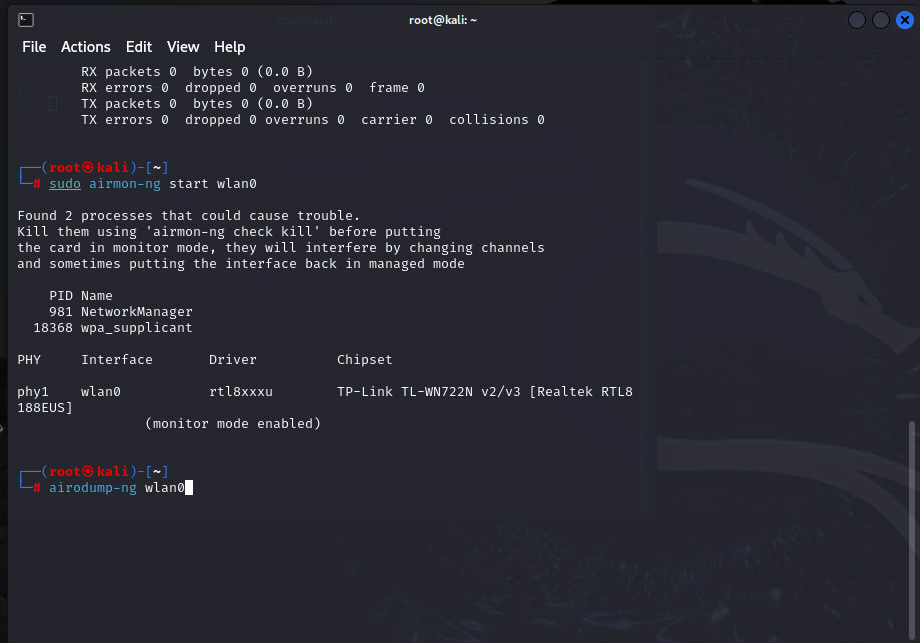 root@kali: ~
File Actions Edit View Help
RX packets 0  bytes 0 (0.0 B)
RX errors 0  dropped 0  overruns 0  frame 0
TX packets 0  bytes 0 (0.0 B)
TX errors 0  dropped 0 overruns 0  carrier 0  collisions 0
┌──(root㉿kali)-[~]
└─# sudo airmon-ng start wlan0
Found 2 processes that could cause trouble.
Kill them using 'airmon-ng check kill' before putting
the card in monitor mode, they will interfere by changing channels
and sometimes putting the interface back in managed mode
PID Name
981 NetworkManager
18368 wpa_supplicant
PHY     Interface       Driver          Chipset
phy1    wlan0           rtl8xxxu        TP-Link TL-WN722N v2/v3 [Realtek RTL8
188EUS]
(monitor mode enabled)
┌──(root㉿kali)-[~]
└─# airodump-ng wlan0